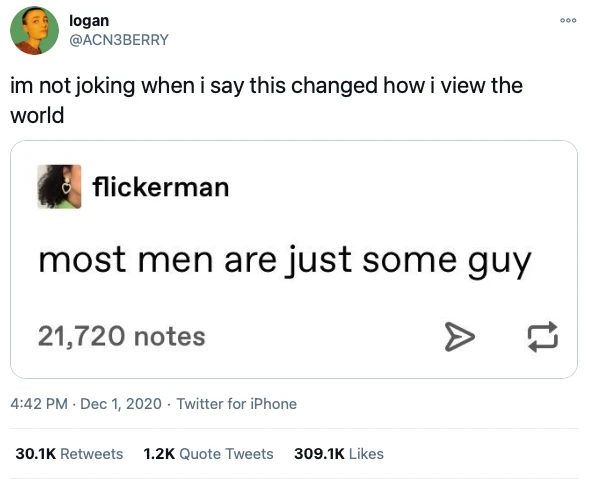 logan
@ACN3BERRY
im not joking when i say this changed how i view the
world
flickerman
most men are just some guy
21,720 notes
4:42 PM · Dec 1, 2020 · Twitter for iPhone
30.1K Retweets 1.2K Quote Tweets 309.1K Likes